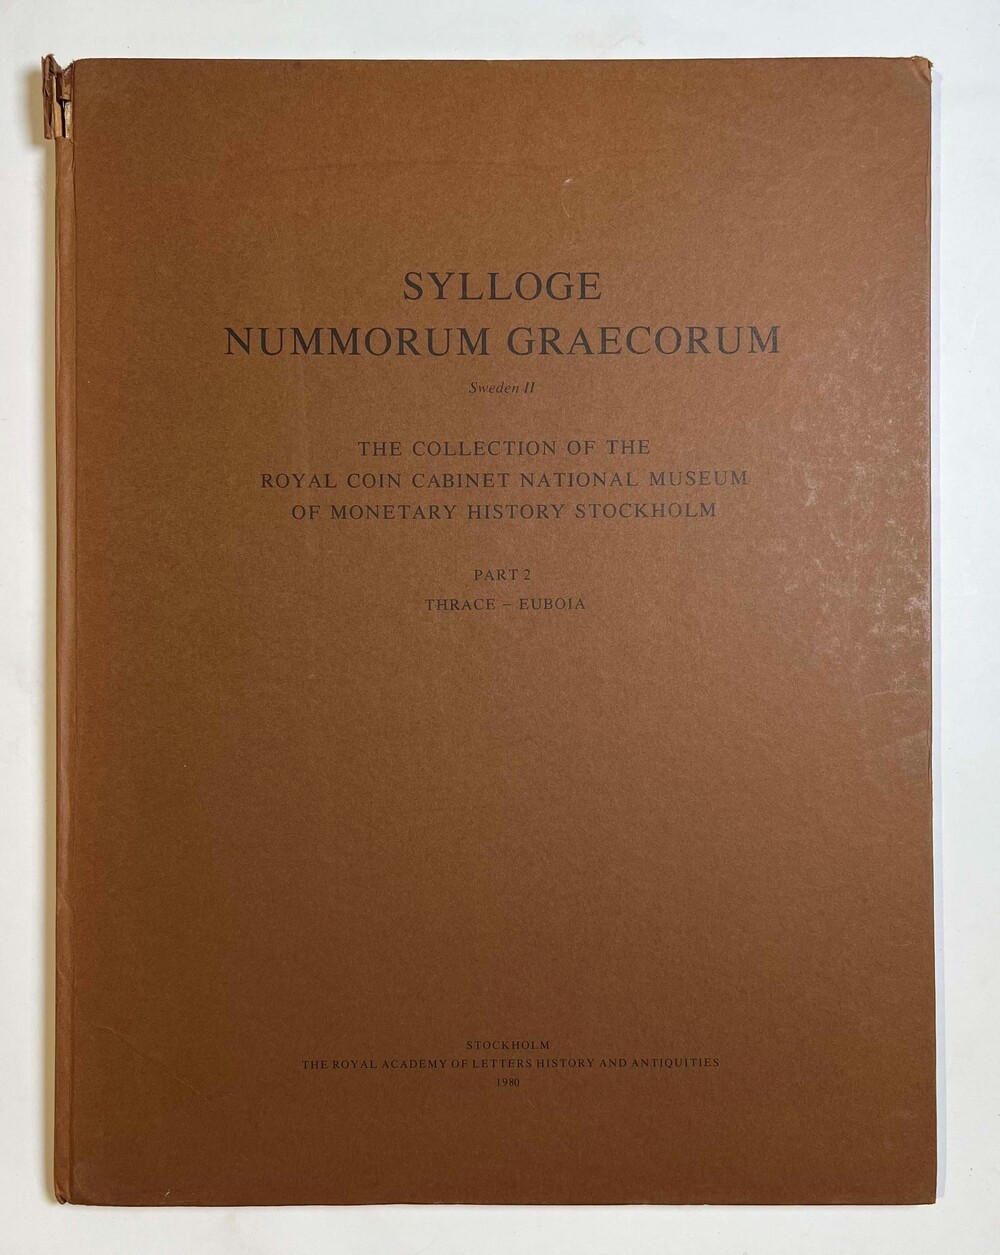 SYLLOGE
NUMMORUM GRAECORUM
Sweden II
THE COLLECTION OF THE
ROYAL COIN CABINET NATIONAL MUSEUM
OF MONETARY HISTORY STOCKHOLM
PART 2
THRACE – EUBOIA
STOCKHOLM
THE ROYAL ACADEMY OF LETTERS HISTORY AND ANTIQUITIES
1980